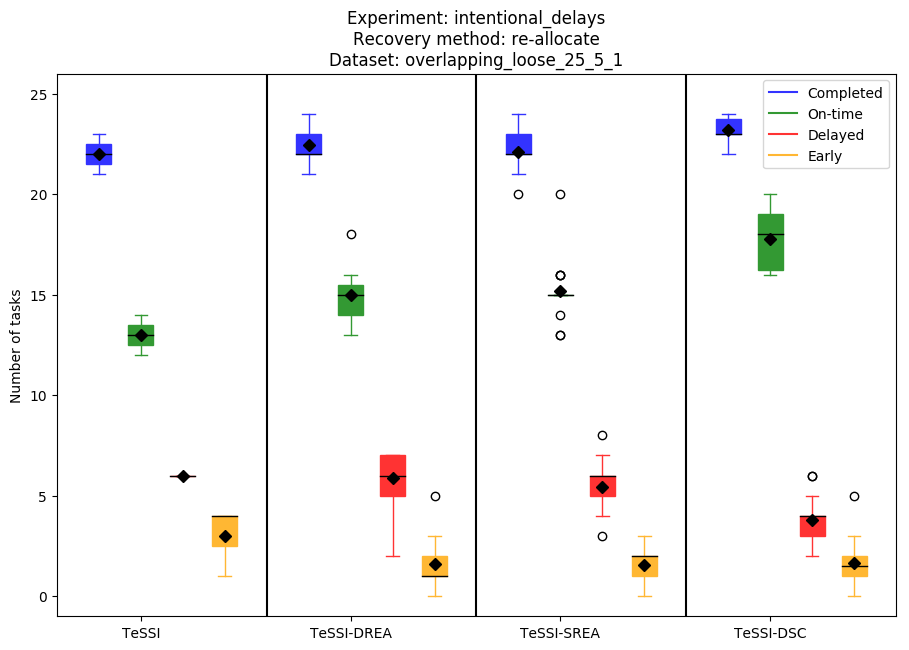 Experiment: intentional_delays
Recovery method: re-allocate
Dataset: overlapping_loose_25_5_1
Completed
On-time
Delayed
Early
Number of tasks
25
20
15
10
5
0
TeSSI
TeSSI-DREA
TeSSI-SREA
TeSSI-DSC